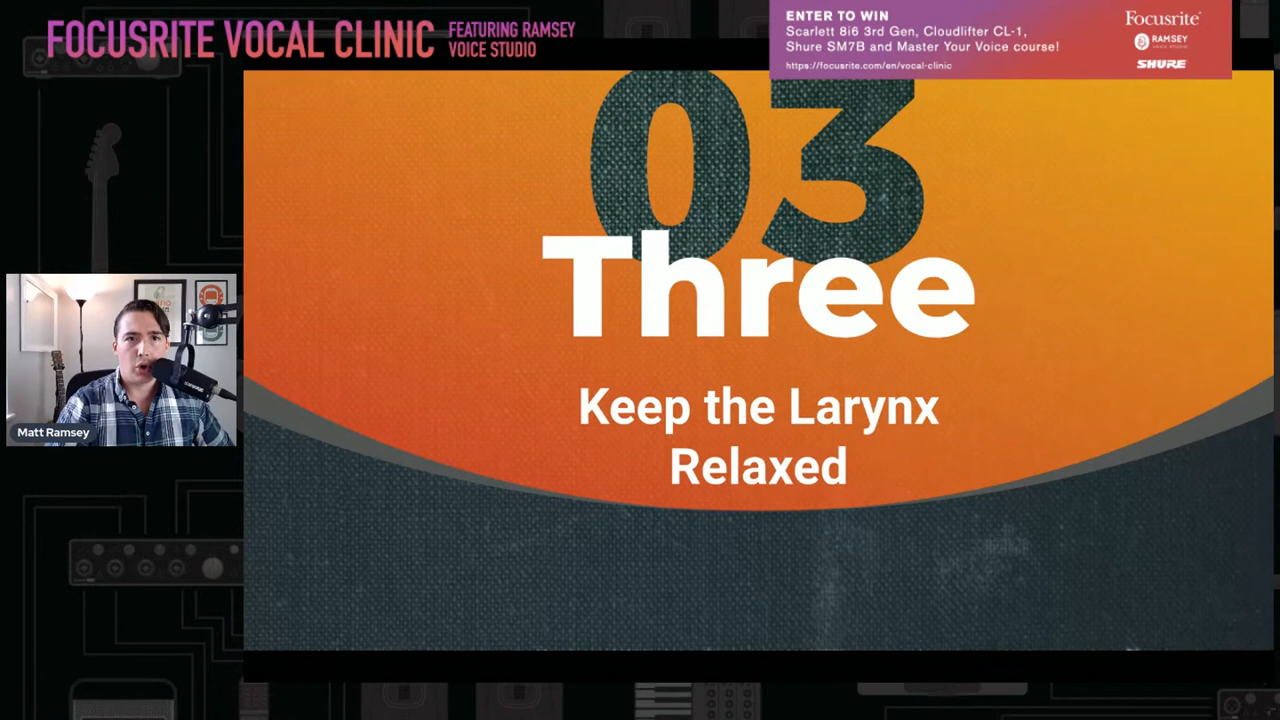 FOCUSRITE VOCAL CLINIC
FEATURING RAMSEY
VOICE STUDIO
ENTER TO WIN
Scarlett 8i6 3rd Gen, Cloudlifter CL-1,
Shure SM7B and Master Your Voice course!
https://focusrite.com/en/vocal-clinic
Focusrite
RAMSEY
VOICE STUDIO
SHURE
03
Three
Keep the Larynx
Relaxed
Matt Ramsey